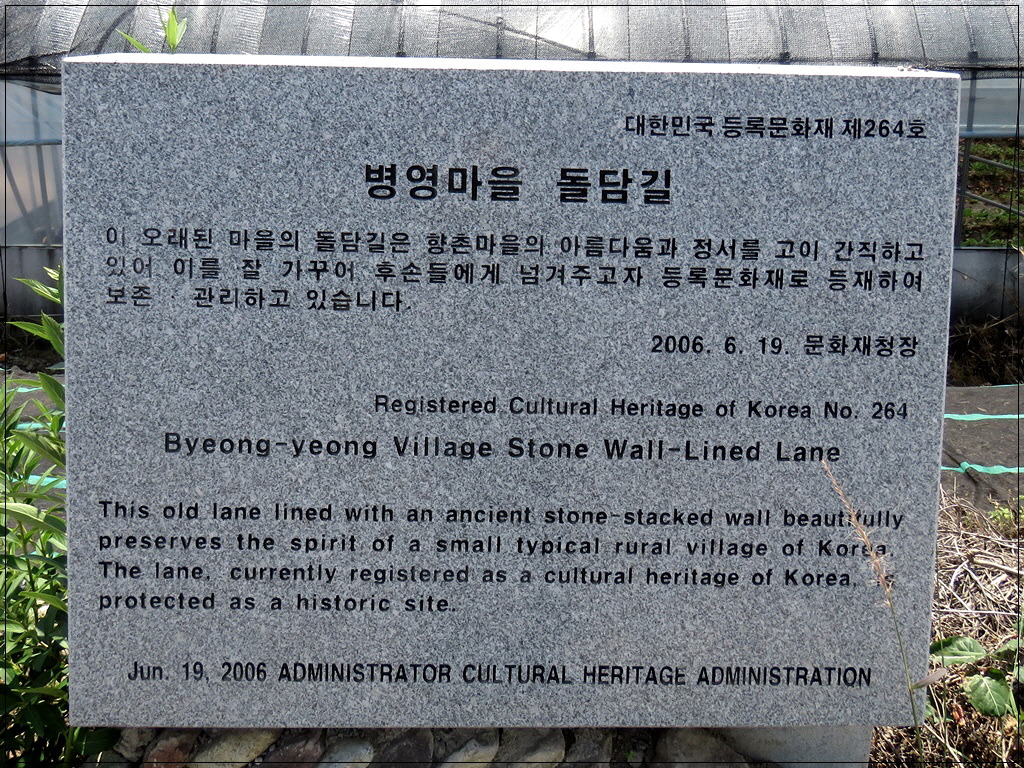 대한민국 등록문화재 제264호
병영마을 돌담길
이 오래된 마을의 돌담길은 향촌마을의 아름다움과 정서를 고이 간직하고
있어 이를 잘 가꾸어 후손들에게 넘겨주고자 등록문화재로 등재하여
보존 · 관리하고 있습니다.
2006. 6. 19. 문화재청장
Registered Cultural Heritage of Korea No. 264
Byeong-yeong Village Stone Wall-Lined Lane
This old lane lined with an ancient stone-stacked wall beautifully
preserves the spirit of a small typical rural village of Korea.
The lane, currently registered as a cultural heritage of Korea, is
protected as a historic site.
Jun. 19, 2006 ADMINISTRATOR CULTURAL HERITAGE ADMINISTRATION